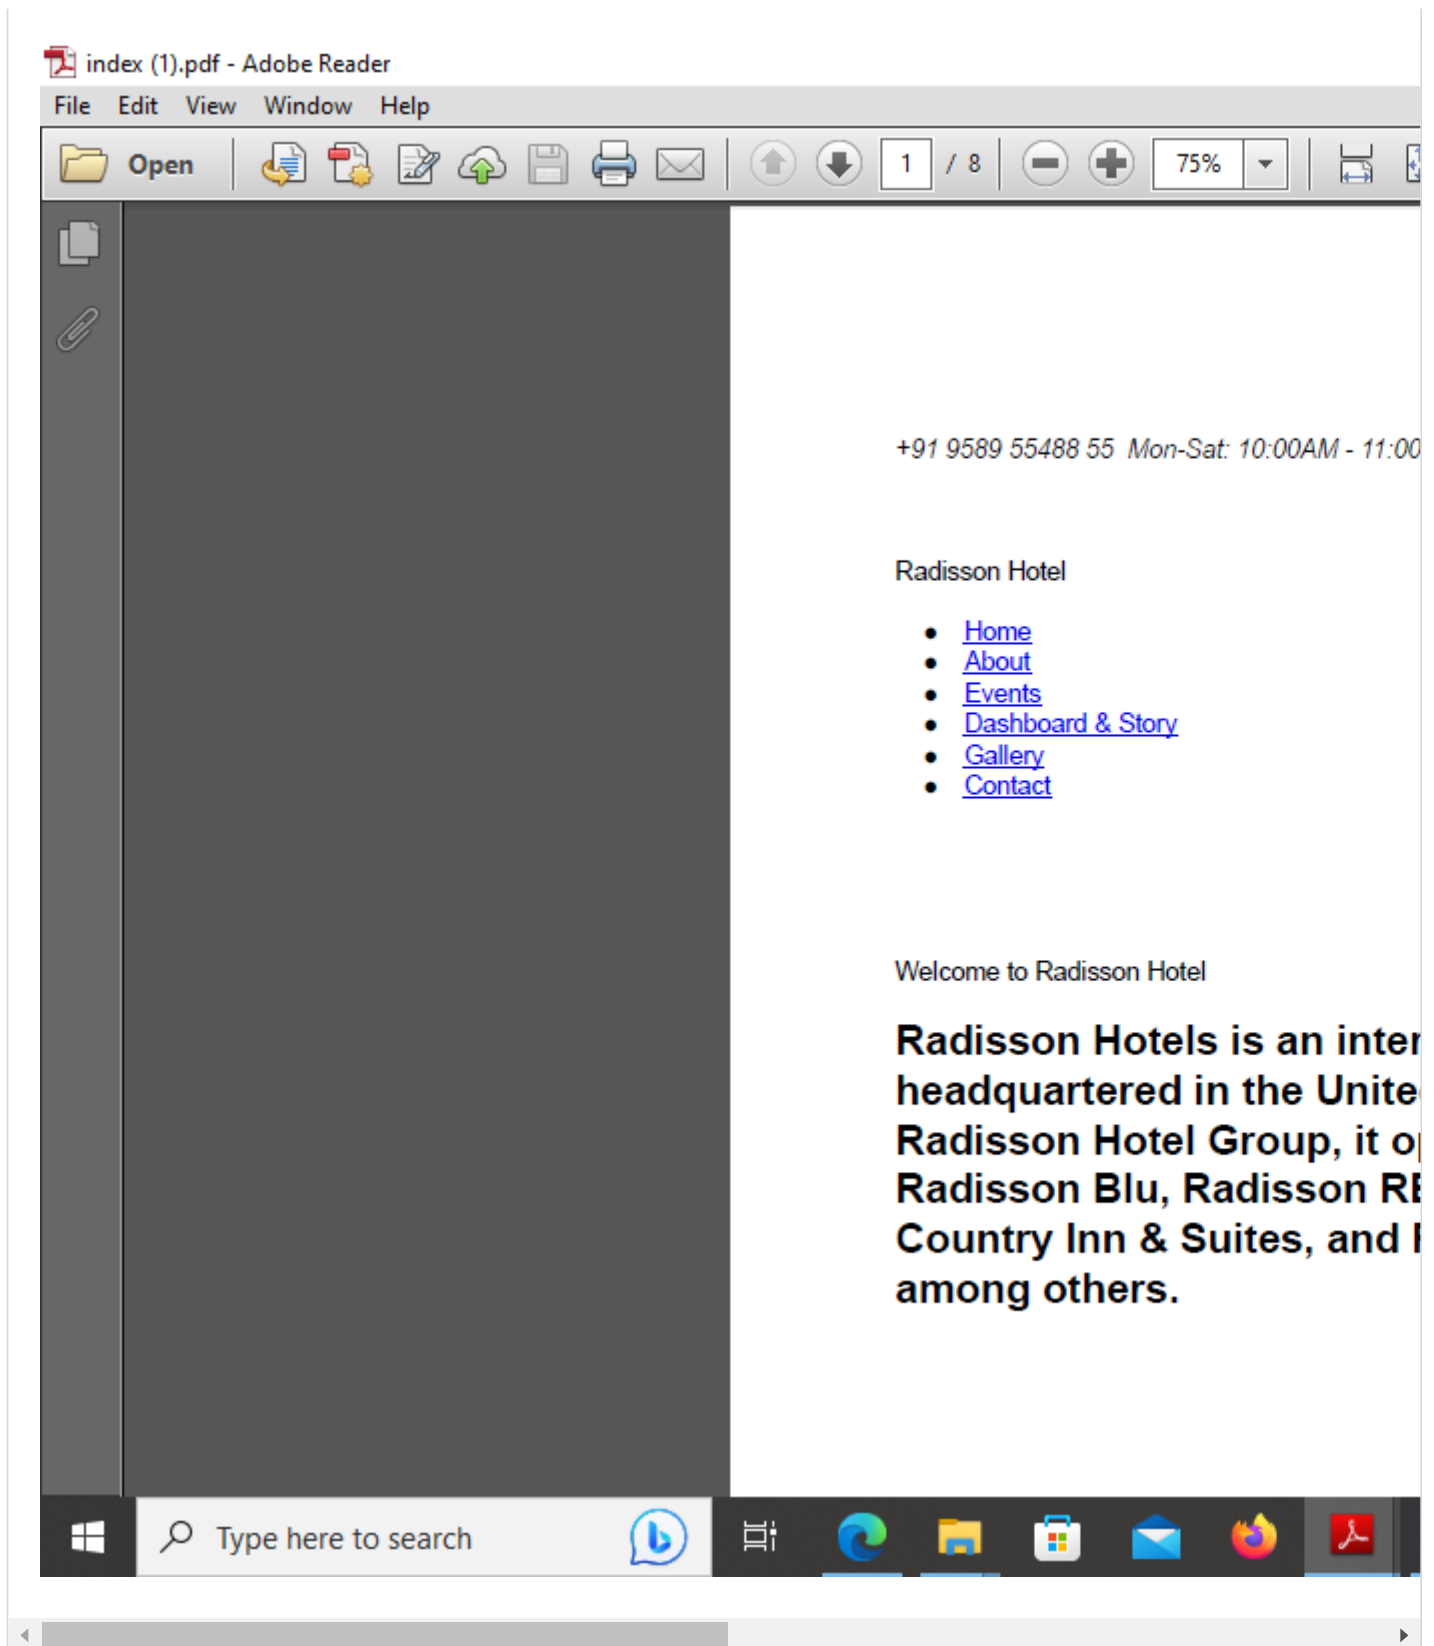 index (1).pdf - Adobe Reader
File Edit View Window Help
Open 1 / 8 75%
+91 9589 55488 55 Mon-Sat: 10:00AM - 11:00
Radisson Hotel
Home
About
Events
Dashboard & Story
Gallery
Contact
Welcome to Radisson Hotel
Radisson Hotels is an
headquartered in the
Radisson Hotel Group, it
Radisson Blu, Radisson
Country Inn & Suites, and
among others.
Type here to search